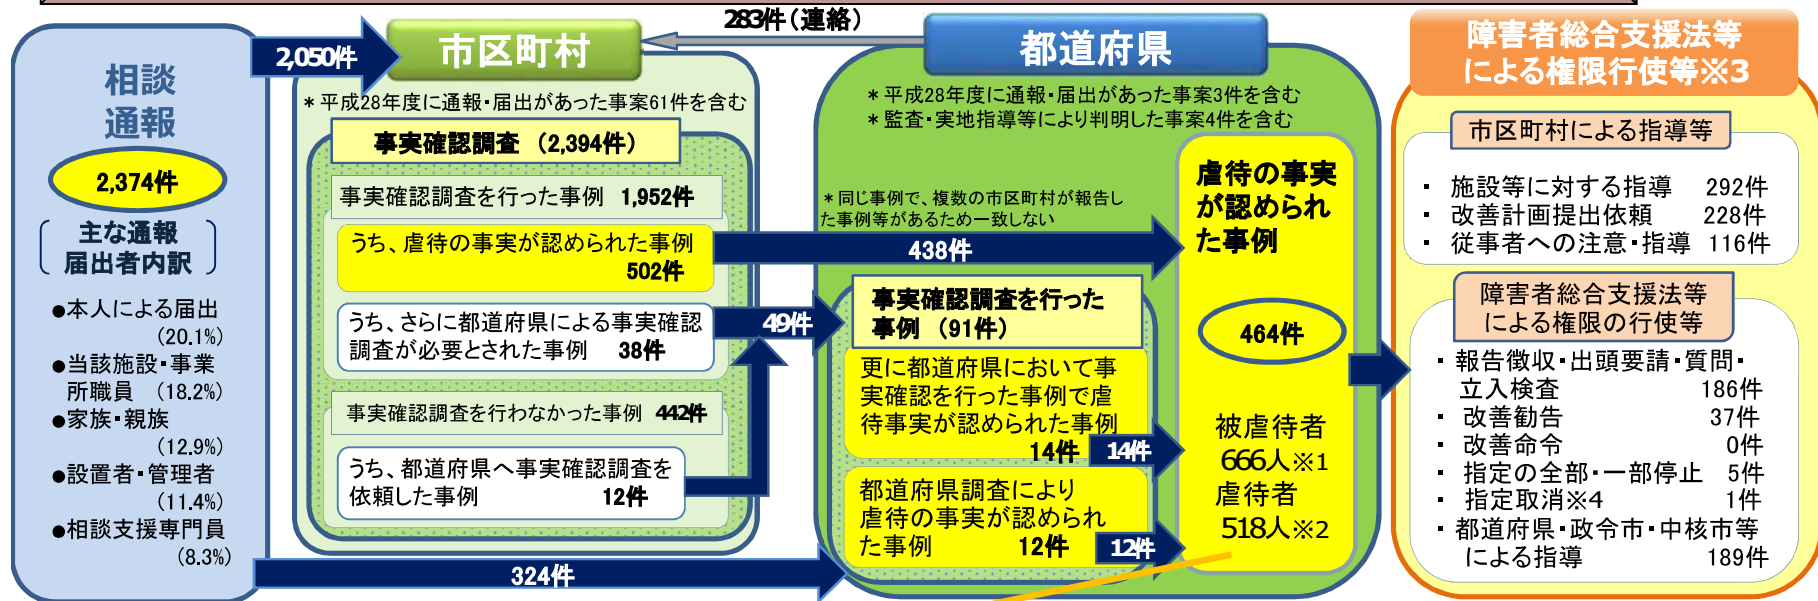 相談
通報
2,374件
主な通報
届出者内訳
●本人による届出
(20.1%)
●当該施設・事業
所職員 (18.2%)
●家族・親族
(12.9%)
●設置者・管理者
(11.4%)
●相談支援専門員
(8.3%)
2,050件
324件
283件(連絡)
市区町村
*平成28年度に通報・届出があった事案61件を含む
事実確認調査 (2,394件)
事実確認調査を行った事例 1,952件
うち、虐待の事実が認められた事例
502件
うち、さらに都道府県による事実確認
調査が必要とされた事例 38件
事実確認調査を行わなかった事例 442件
うち、都道府県へ事実確認調査を
依頼した事例 12件
都道府県
*平成28年度に通報・届出があった事案3件を含む
*監査・実地指導等により判明した事案4件を含む
*同じ事例で、複数の市区町村が報告し
た事例等があるため一致しない
438件
49件
事実確認調査を行った
事例 (91件)
更に都道府県において事
実確認を行った事例で虐
待事実が認められた事例
14件
14件
都道府県調査により
虐待の事実が認められ
た事例 12件
12件
虐待の事実
が認められ
た事例
464件
被虐待者
666人※1
虐待者
518人※2
障害者総合支援法等
による権限行使等※3
市区町村による指導等
・ 施設等に対する指導 292件
・ 改善計画提出依頼 228件
・ 従事者への注意・指導 116件
障害者総合支援法等
による権限の行使等
・報告徴収・出頭要請・質問・
立入検査 186件
・ 改善勧告 37件
・ 改善命令 0件
・ 指定の全部・一部停止 5件
・ 指定取消※4 1件
・都道府県・政令市・中核市等
による指導 189件